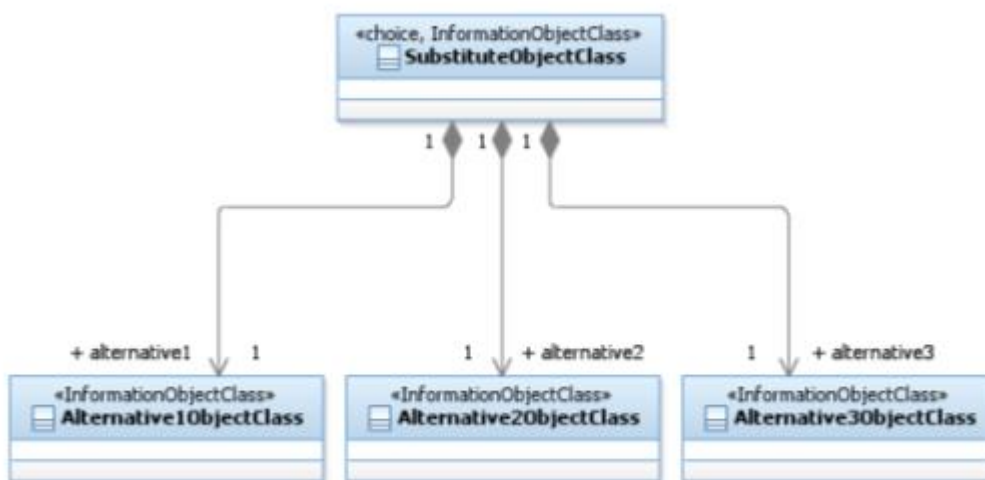 «choice, InformationObjectClass»
SubstituteObjectClass
1 1 1
+ alternative1 1 1 + alternative2 1 + alternative3
«InformationObjectClass» «InformationObjectClass» «InformationObjectClass»
Alternative1ObjectClass Alternative2ObjectClass Alternative3ObjectClass